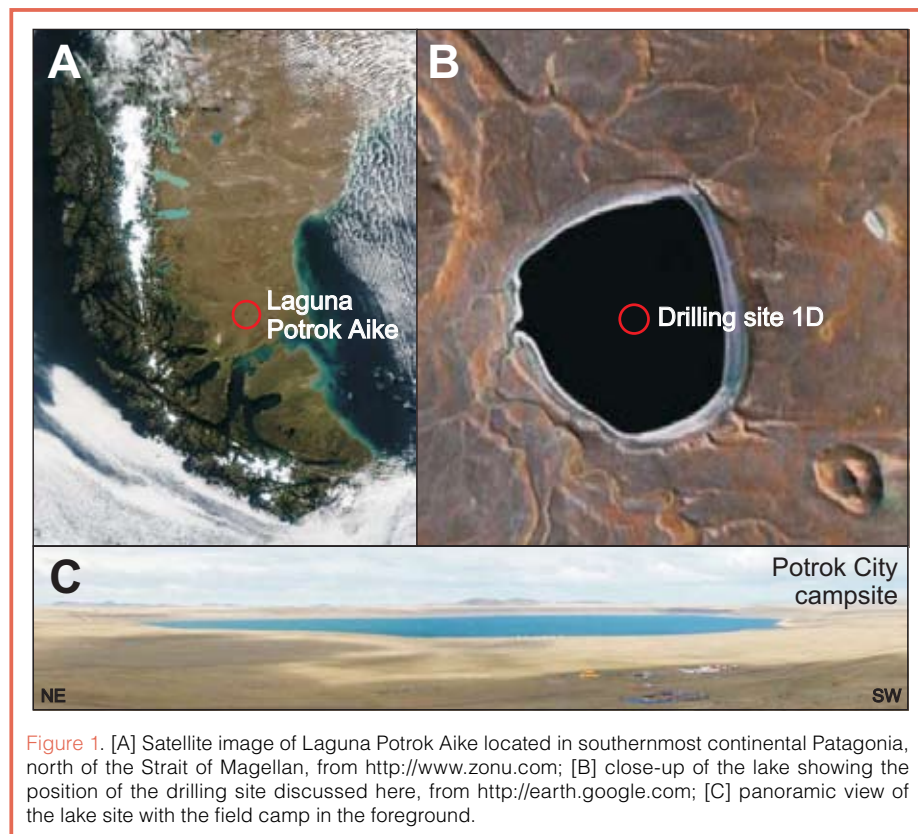 A
B
Laguna
Potrok Aike
Drilling site 1D
C
Potrok City
campsite
NE
SW
Figure 1. [A] Satellite image of Laguna Potrok Aike located in southernmost continental Patagonia,
north of the Strait of Magellan, from http://www.zonu.com; [B] close-up of the lake showing the
position of the drilling site discussed here, from http://earth.google.com; [C] panoramic view of
the lake site with the field camp in the foreground.